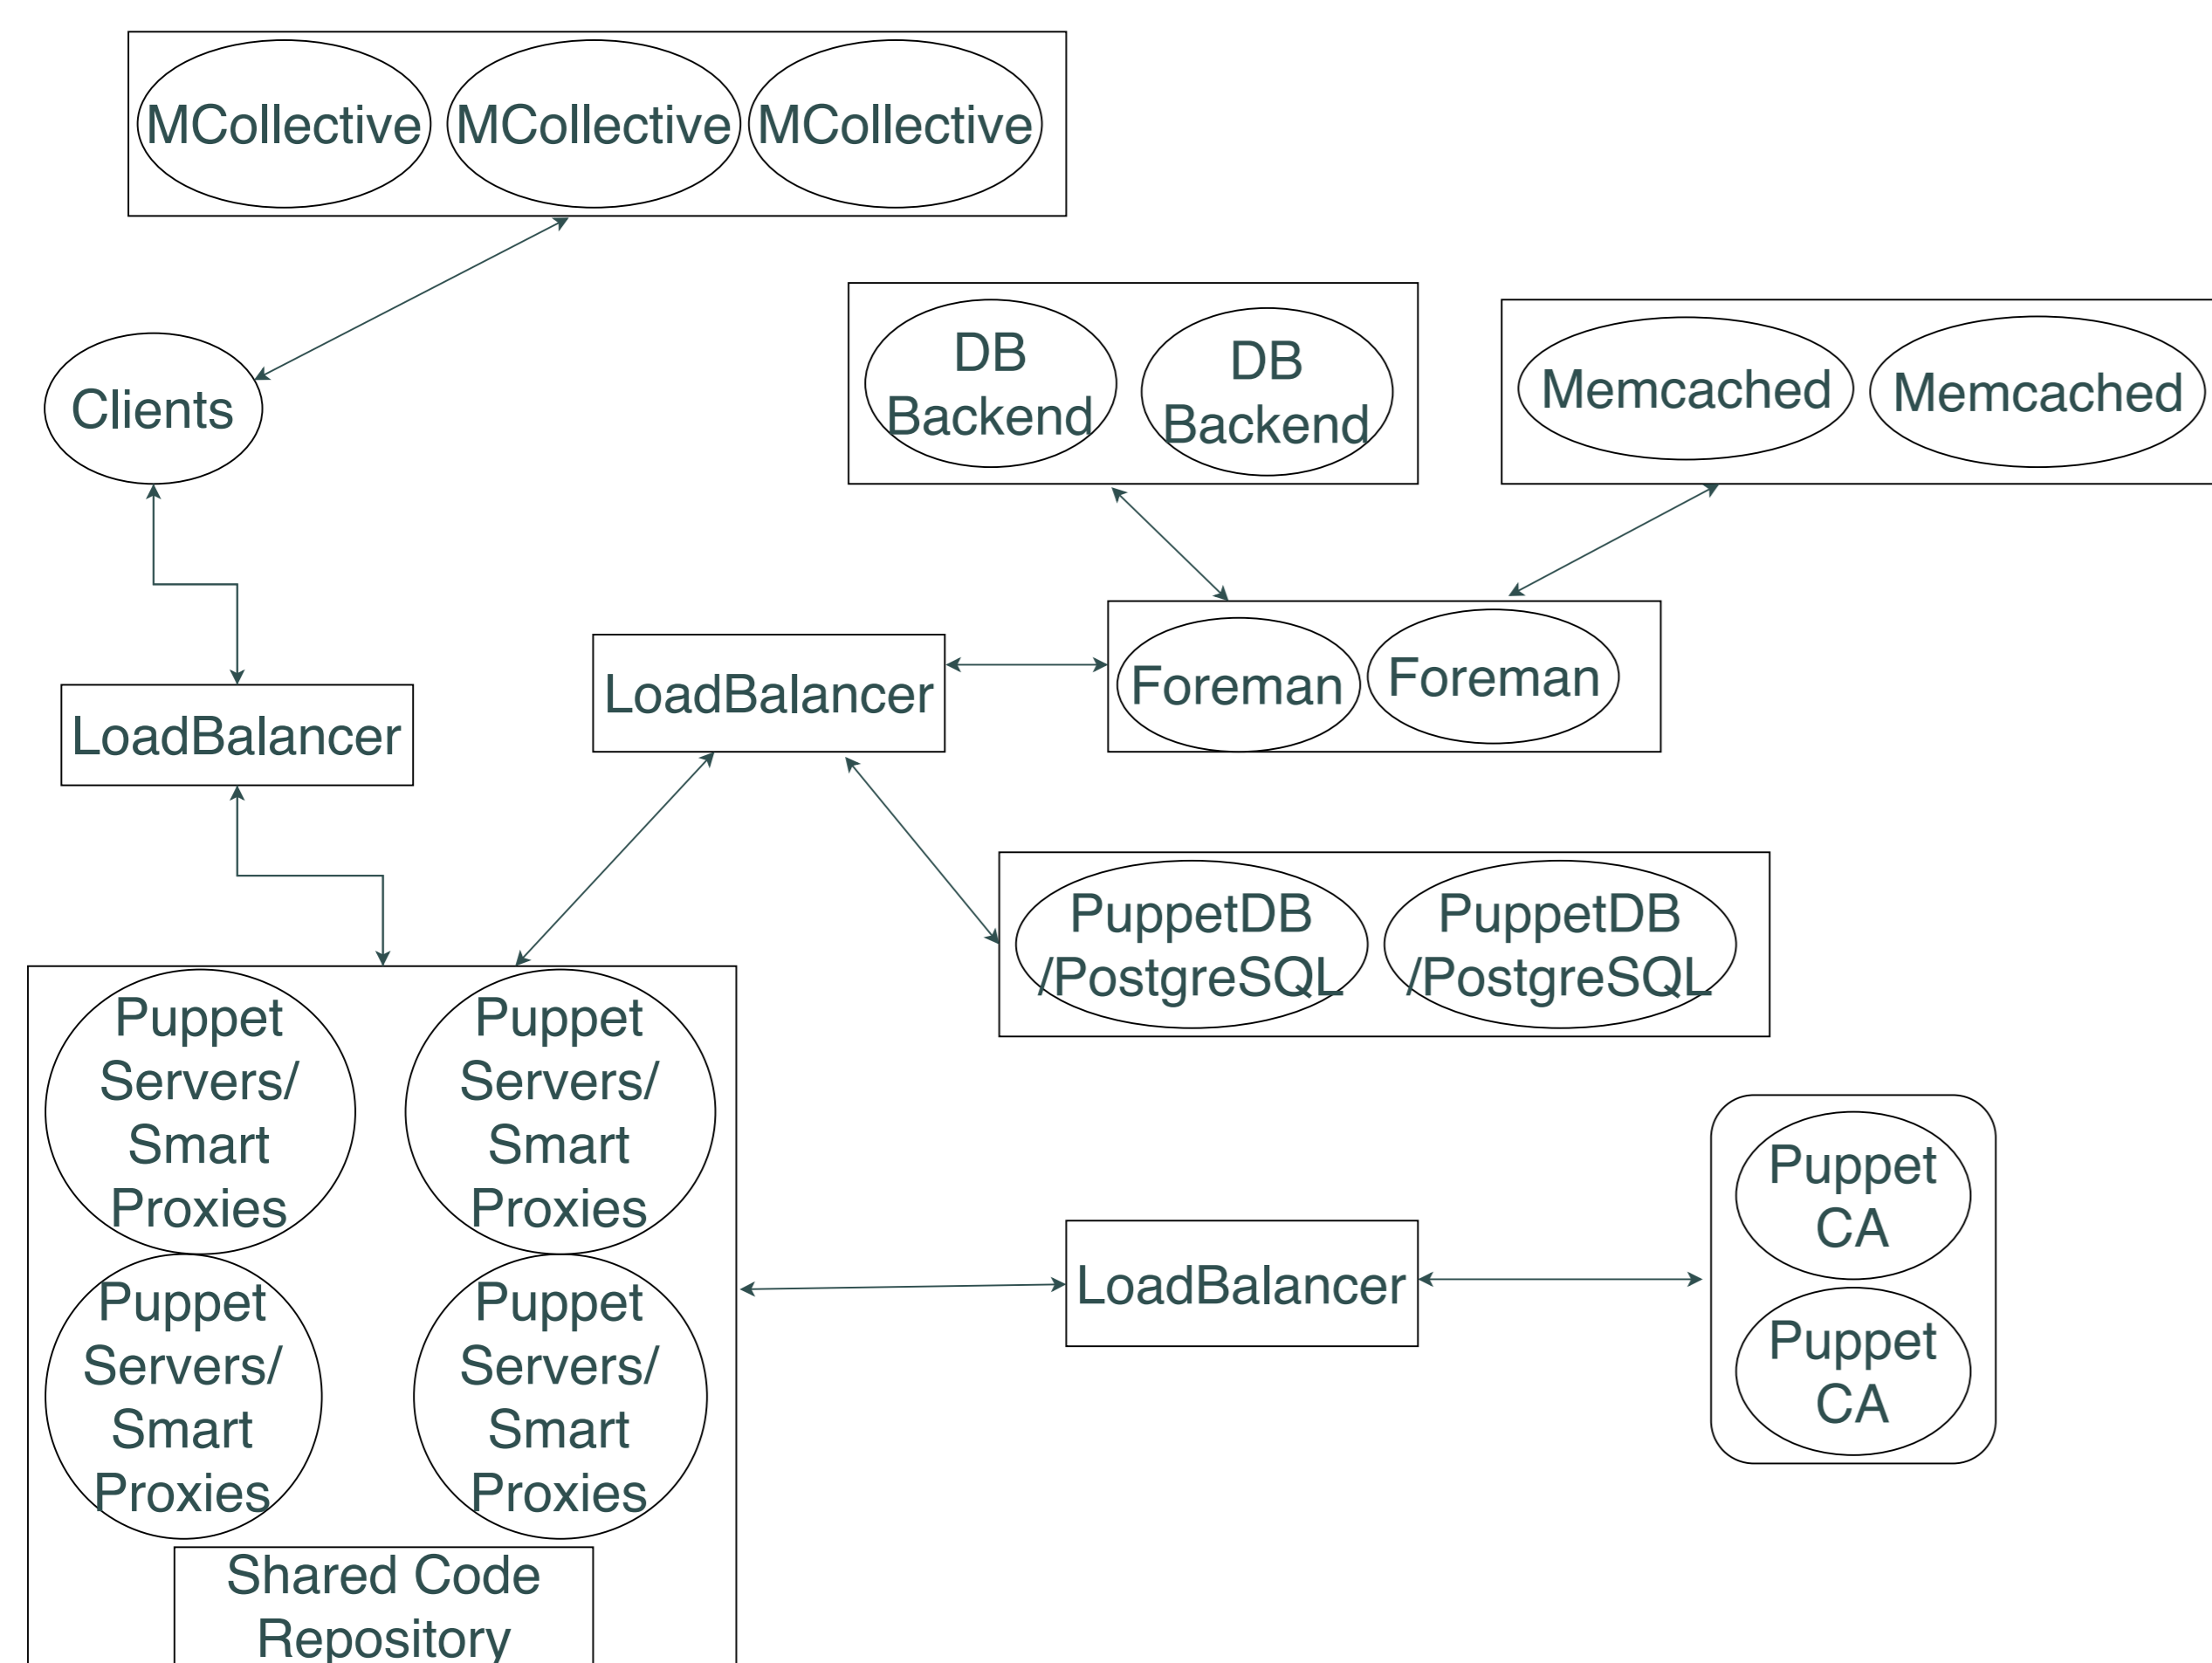 MCollective
MCollective
MCollective
Clients
DB
Backend
DB
Backend
Memcached
Memcached
LoadBalancer
LoadBalancer
Foreman
Foreman
PuppetDB
/PostgreSQL
PuppetDB
/PostgreSQL
Puppet
Servers/
Smart
Proxies
Puppet
Servers/
Smart
Proxies
Puppet
Servers/
Smart
Proxies
Puppet
Servers/
Smart
Proxies
Shared Code
Repository
LoadBalancer
Puppet
CA
Puppet
CA